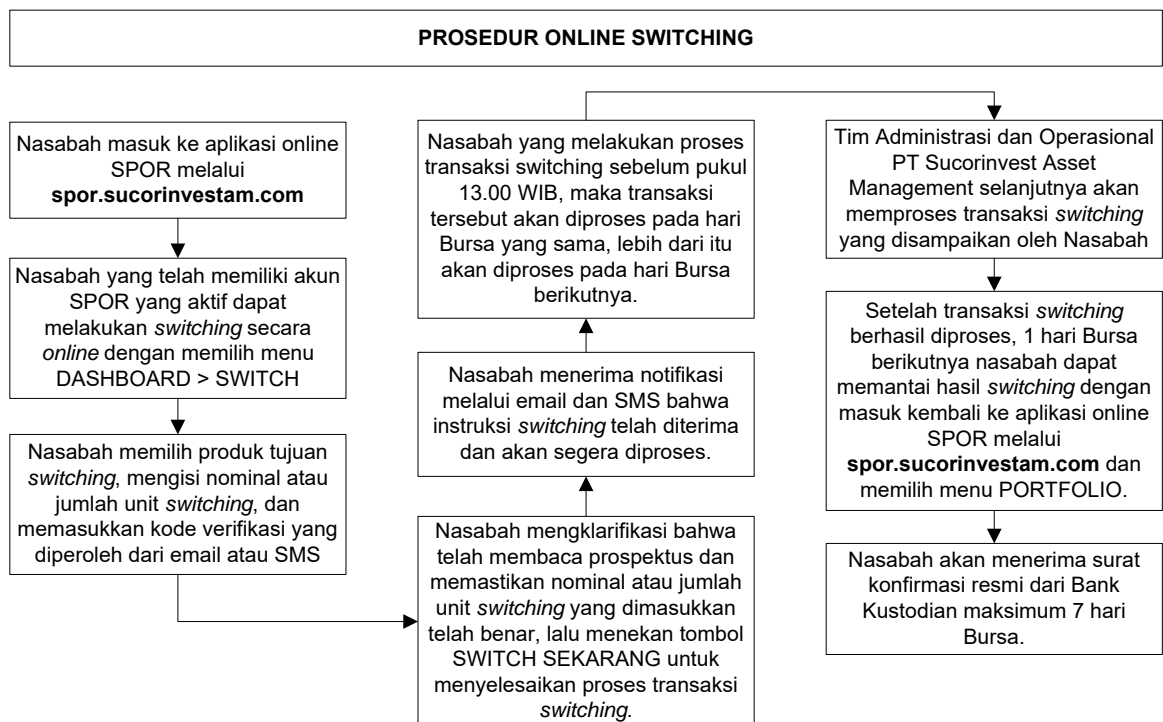 PROSEDUR ONLINE SWITCHING
Nasabah masuk ke aplikasi online
SPOR melalui
spor.sucorinvestam.com
Nasabah yang telah memiliki akun
SPOR yang aktif dapat
melakukan switching secara
online dengan memilih menu
DASHBOARD > SWITCH
Nasabah memilih produk tujuan
switching, mengisi nominal atau
jumlah unit switching, dan
memasukkan kode verifikasi yang
diperoleh dari email atau SMS
Nasabah mengklarifikasi bahwa
telah membaca prospektus dan
memastikan nominal atau jumlah
unit switching yang dimasukkan
telah benar, lalu menekan tombol
SWITCH SEKARANG untuk
menyelesaikan proses transaksi
switching.
Nasabah menerima notifikasi
melalui email dan SMS bahwa
instruksi switching telah diterima
dan akan segera diproses.
Nasabah yang melakukan proses
transaksi switching sebelum pukul
13.00 WIB, maka transaksi
tersebut akan diproses pada hari
Bursa yang sama, lebih dari itu
akan diproses pada hari Bursa
berikutnya.
Tim Administrasi dan Operasional
PT Sucorinvest Asset
Management selanjutnya akan
memproses transaksi switching
yang disampaikan oleh Nasabah
Setelah transaksi switching
berhasil diproses, 1 hari Bursa
berikutnya nasabah dapat
memantai hasil switching dengan
masuk kembali ke aplikasi online
SPOR melalui
spor.sucorinvestam.com dan
memilih menu PORTFOLIO.
Nasabah akan menerima surat
konfirmasi resmi dari Bank
Kustodian maksimum 7 hari
Bursa.